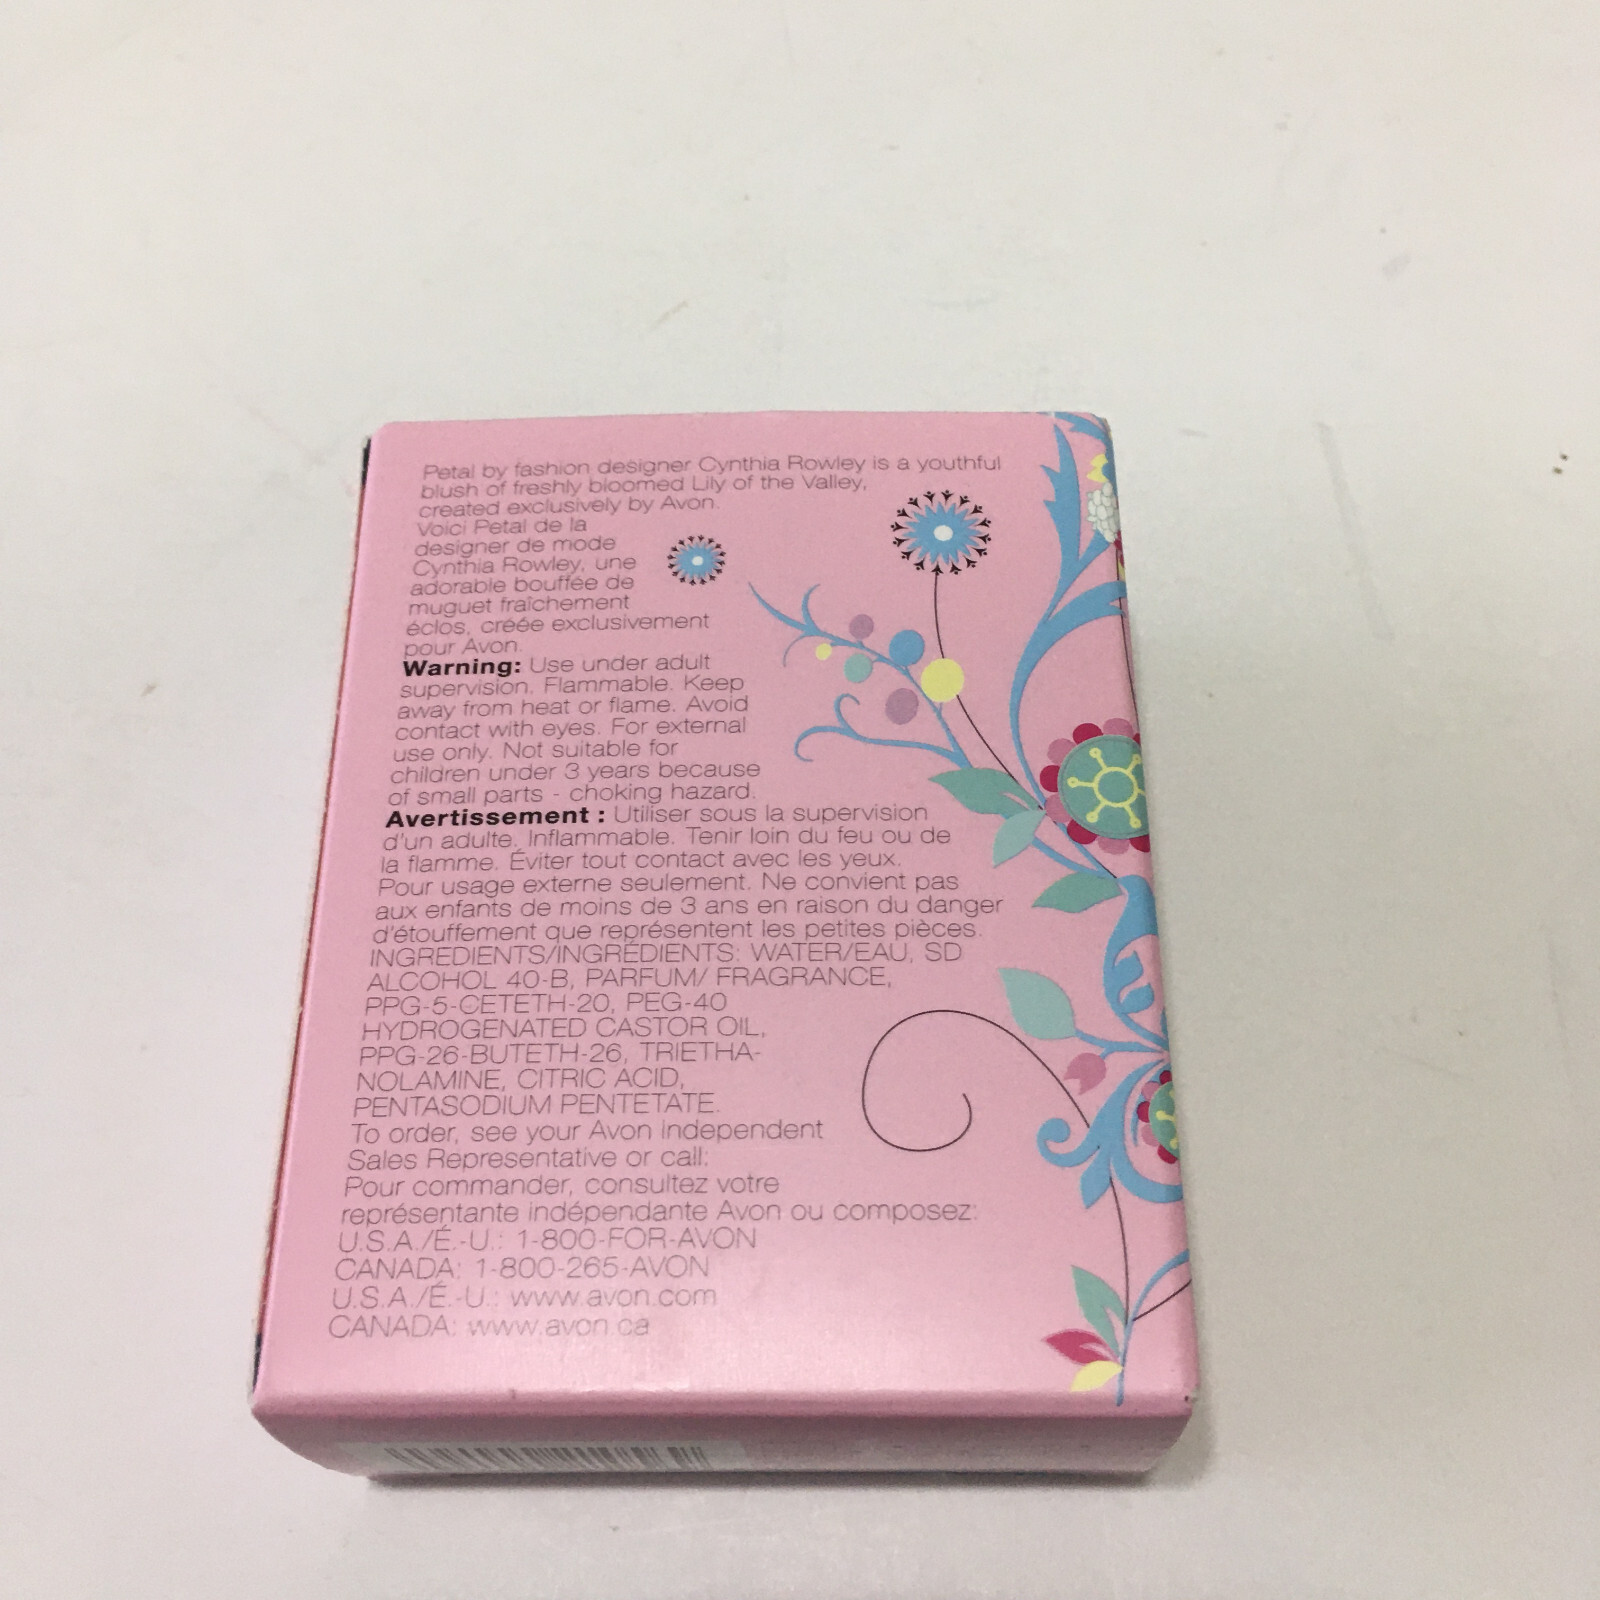 Petal by fashion designer Cynthia Rowley is a youthful
blush of freshly bloomed Lily of the Valley,
created exclusively by Avon.
Voici Petal de la
designer de mode
Cynthia Rowley, une
adorable bouffée de
muguet fraîchement
éclos, créée exclusivement
pour Avon.
Warning: Use under adult
supervision. Flammable. Keep
away from heat or flame. Avoid
contact with eyes. For external
use only. Not suitable for
children under 3 years because
of small parts - choking hazard.
Avertissement : Utiliser sous la supervision
d'un adulte. Inflammable. Tenir loin du feu ou de
la flamme. Éviter tout contact avec les yeux.
Pour usage externe seulement. Ne convient pas
aux enfants de moins de 3 ans en raison du danger
d'étouffement que représentent les petites pièces.
INGREDIENTS/INGRÉDIENTS: WATER/EAU, SD
ALCOHOL 40-B, PARFUM/ FRAGRANCE,
PPG-5-CETETH-20, PEG-40
HYDROGENATED CASTOR OIL,
PPG-26-BUTETH-26, TRIETHA-
NOLAMINE, CITRIC ACID,
PENTASODIUM PENTETATE.
To order, see your Avon independent
Sales Representative or call:
Pour commander, consultez votre
représentante indépendante Avon ou composez:
U.S.A./É.-U.: 1-800-FOR-AVON
CANADA: 1-800-265-AVON
U.S.A./É.-U.: www.avon.com
CANADA: www.avon.ca